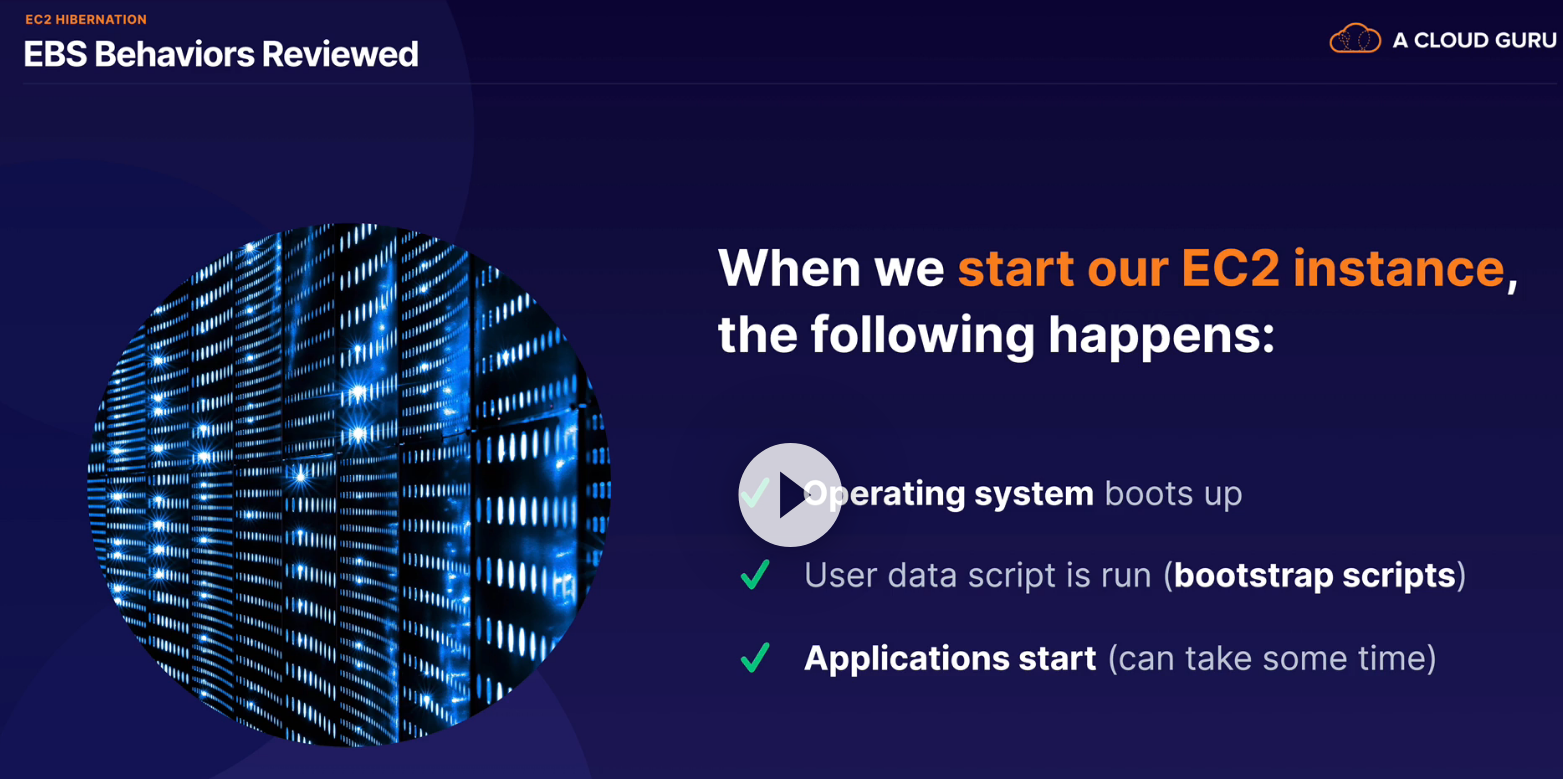 EC2 HIBERNATION
EBS Behaviors Reviewed
A CLOUD GURU
When we start our EC2 instance,
the following happens:
Operating system boots up
User data script is run (bootstrap scripts)
Applications start (can take some time)